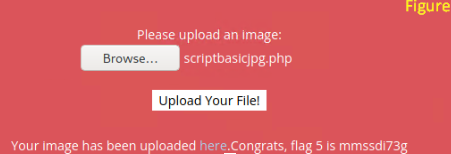 Figure
Please upload an image:
Browse... scriptbasicjpg.php
Upload Your File!
Your image has been uploaded here.Congrats, flag 5 is mmssdi73g